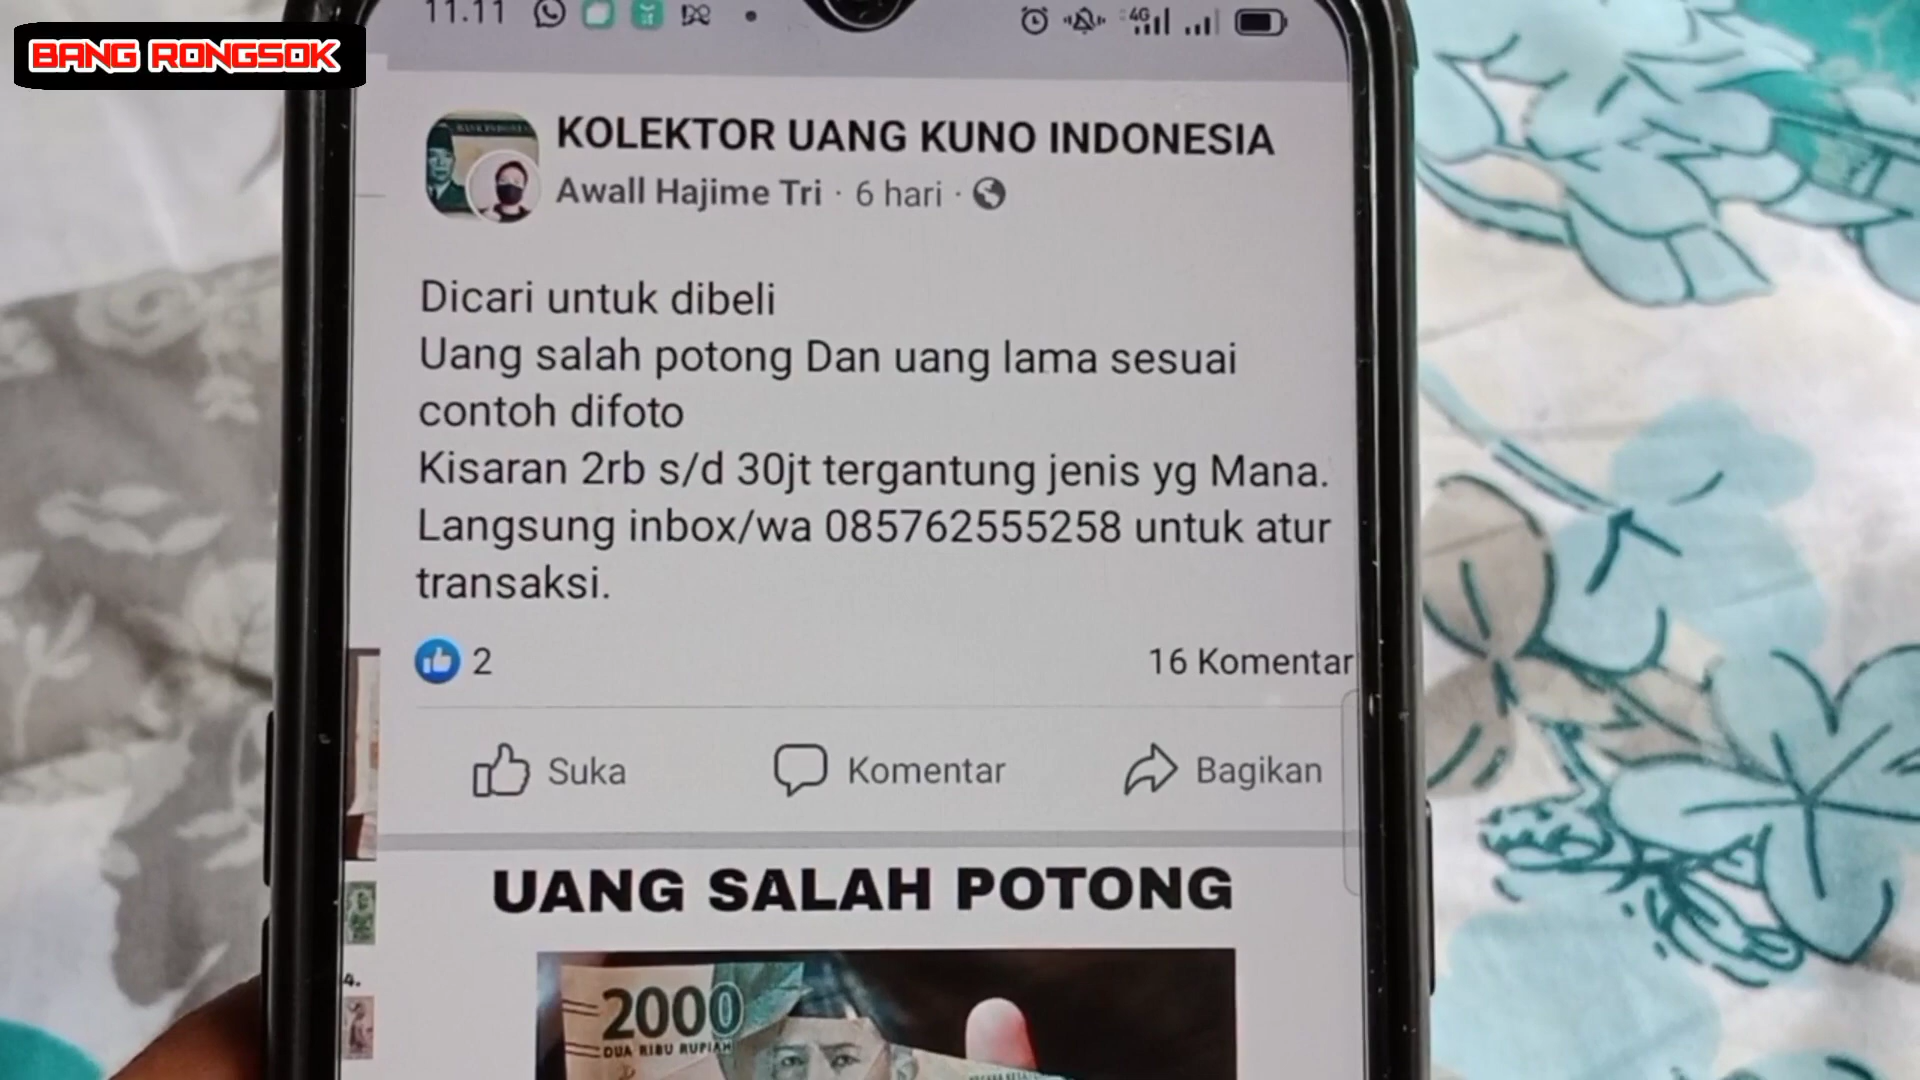 BANG RONGSOK
11.11
4G
KOLEKTOR UANG KUNO INDONESIA
Awall Hajime Tri · 6 hari ·
Dicari untuk dibeli
Uang salah potong Dan uang lama sesuai
contoh difoto
Kisaran 2rb s/d 30jt tergantung jenis yg Mana.
Langsung inbox/wa 085762555258 untuk atur
transaksi.
2
16 Komentar
Suka
Komentar
Bagikan
UANG SALAH POTONG
4.
2000
DUA RIBU RUPIAH